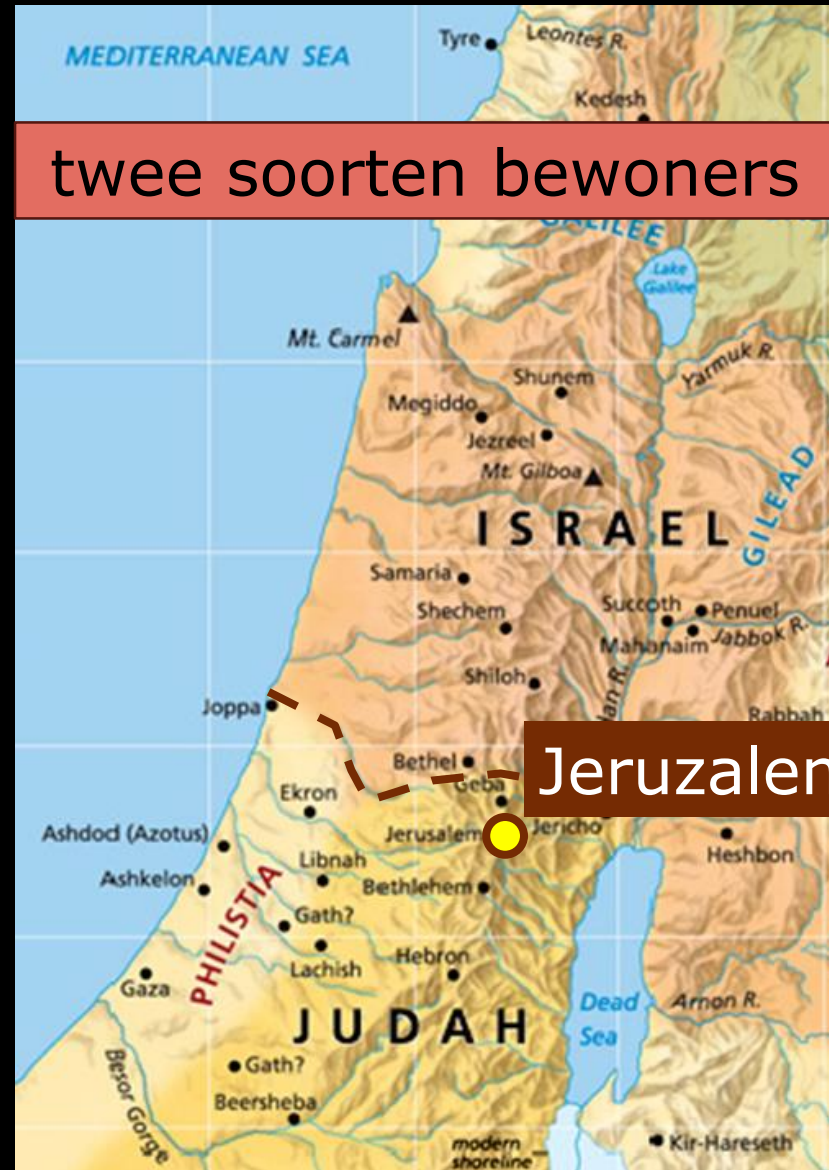 MEDITERRANEAN SEA
Tyre
Leontes R.
Kedesh
twee soorten bewoners
GALILEE
Lake
Galilee
Mt. Carmel
Yarmuk R.
Shunem
Megiddo
Jezreel
Mt. Gilboa
GILEAD
ISRAEL
Samaria
Shechem
Succoth
Penuel
Mahanaim
Jabbok R.
Shiloh
Joppa
Rabbah
Bethel
Jeruzalem
Geba
Ekron
Ashdod (Azotus)
Jerusalem
Jericho
Heshbon
Libnah
Ashkelon
Bethlehem
PHILISTIA
Gath?
Lachish
Hebron
Gaza
Dead
Sea
Arnon R.
JUDAH
Besor Gorge
Gath?
Beersheba
modern
shoreline
Kir-Hareseth